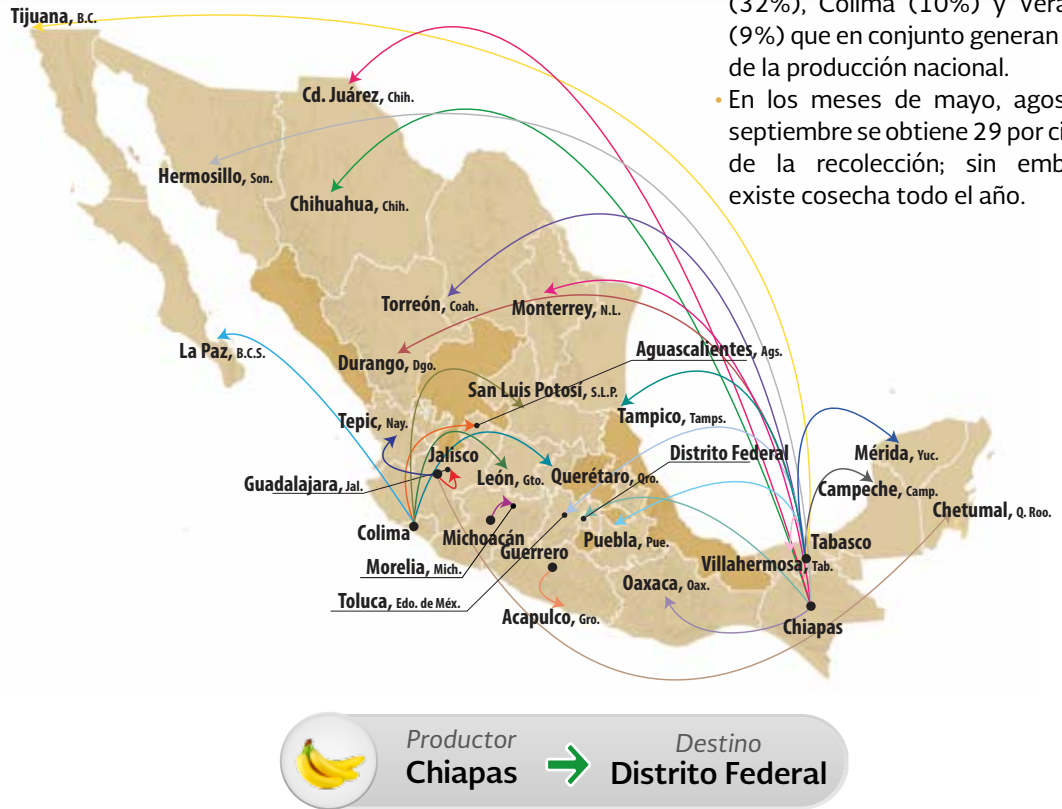 (32%), Colima (10%) y Vera
(9%) que en conjunto generan
de la producción nacional.
• En los meses de mayo, agos
septiembre se obtiene 29 por ci
de la recolección; sin emb
existe cosecha todo el año.
Tijuana, B.C.
Cd. Juárez, Chih.
Hermosillo, Son.
Chihuahua, Chih.
Torreón, Coah.
Monterrey, N.L.
La Paz, B.C.S.
Durango, Dgo.
Aguascalientes, Ags.
San Luis Potosí, S.L.P.
Tepic, Nay.
Tampico, Tamps.
Jalisco
Distrito Federal
Mérida, Yuc.
Guadalajara, Jal.
León, Gto.
Querétaro, Qro.
Campeche, Camp.
Chetumal, Q. Roo.
Colima
Michoacán
Puebla, Pue.
Tabasco
Guerrero
Morelia, Mich.
Villahermosa, Tab.
Oaxaca, Oax.
Toluca, Edo. de Méx.
Acapulco, Gro.
Chiapas
Productor
Chiapas
Destino
Distrito Federal